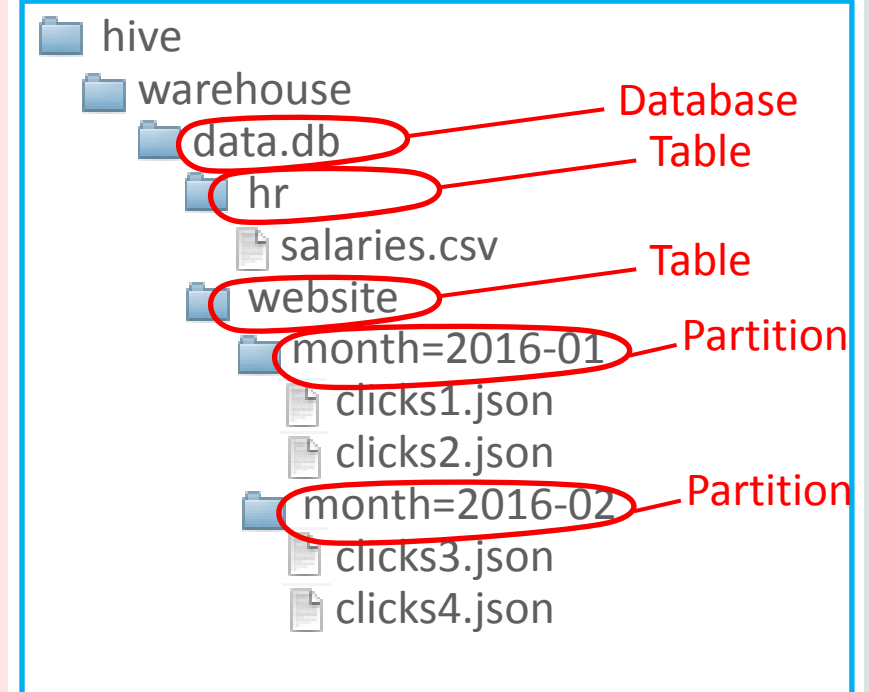 hive
warehouse
Database
data.db
Table
hr
salaries.csv
Table
website
Partition
month=2016-01
clicks1.json
clicks2.json
Partition
month=2016-02
clicks3.json
clicks4.json